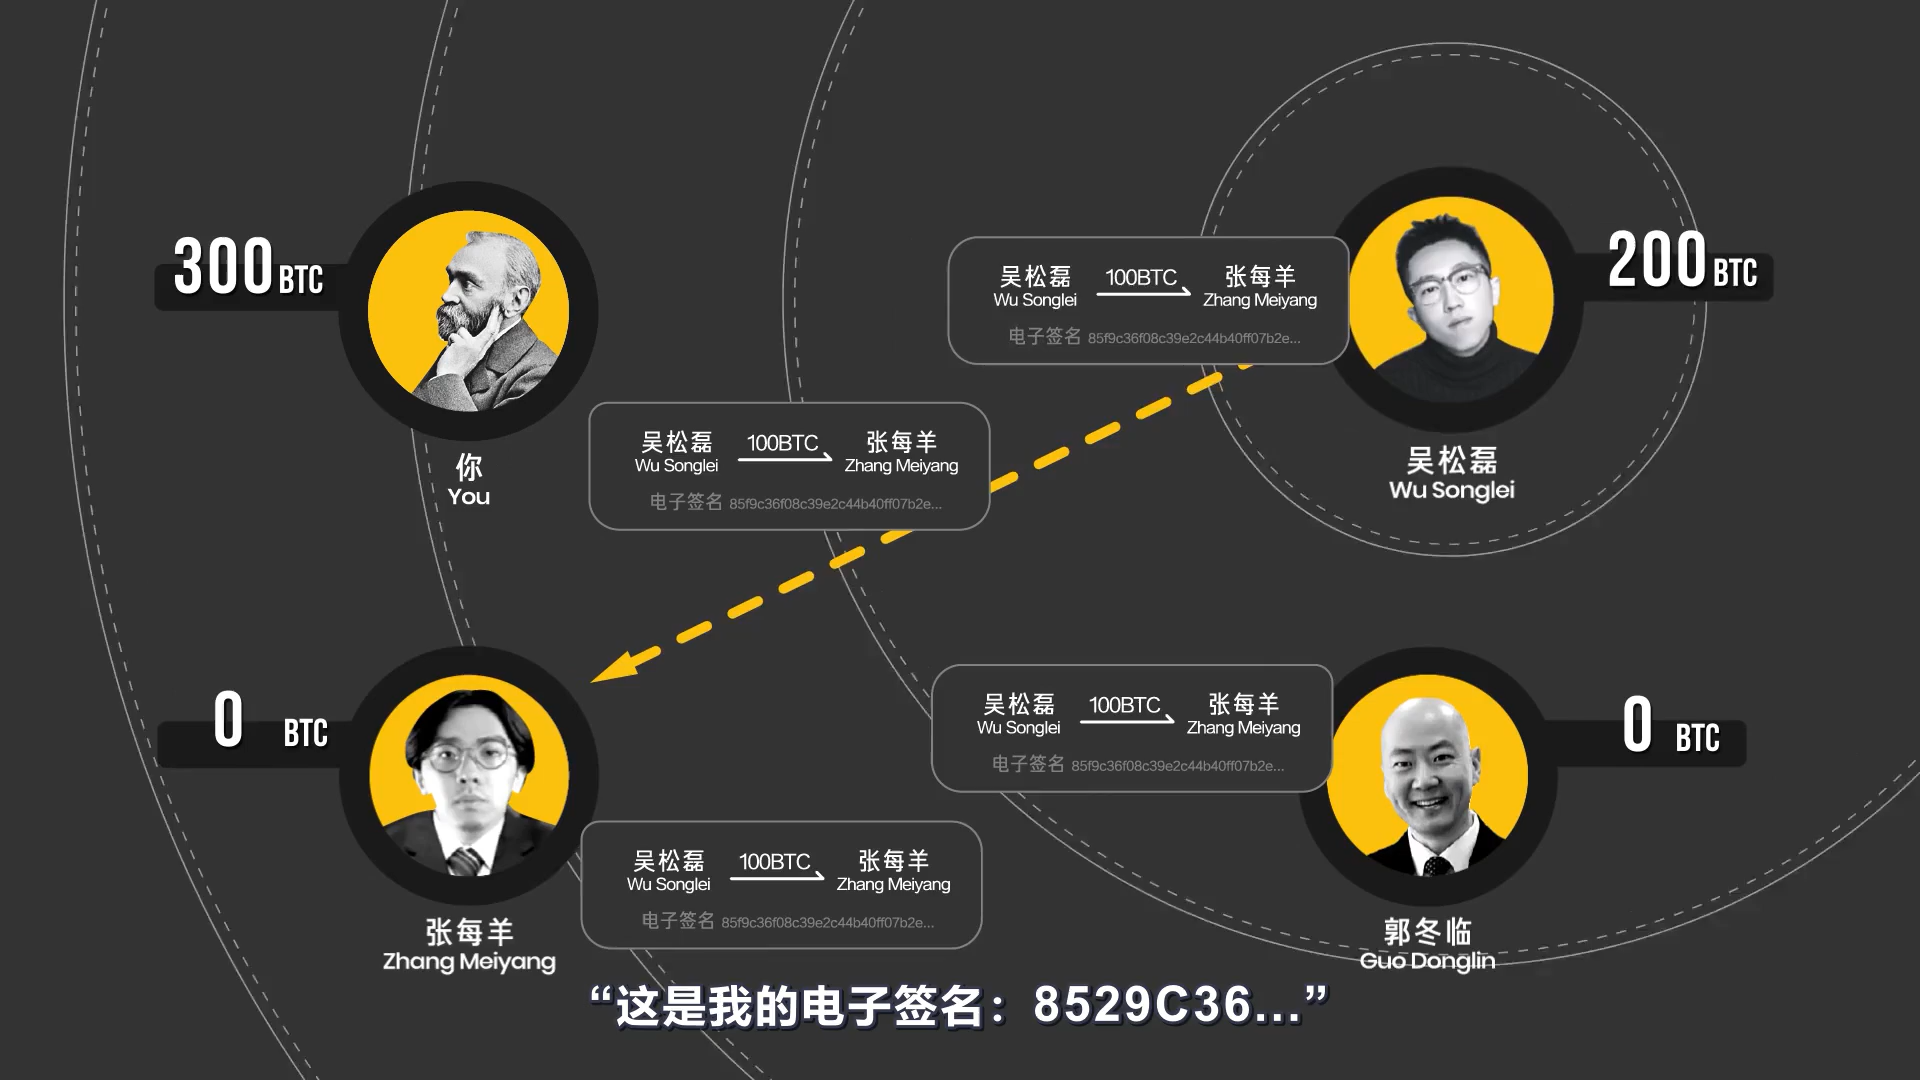 300 BTC
你
You
吴松磊 100BTC 张每羊
Wu Songlei Zhang Meiyang
电子签名 85f9c36f08c39e2c44b40ff07b2e...
200 BTC
吴松磊
Wu Songlei
吴松磊 100BTC 张每羊
Wu Songlei Zhang Meiyang
电子签名 85f9c36f08c39e2c44b40ff07b2e...
0 BTC
张每羊
Zhang Meiyang
吴松磊 100BTC 张每羊
Wu Songlei Zhang Meiyang
电子签名 85f9c36f08c39e2c44b40ff07b2e...
0 BTC
郭冬临
Guo Donglin
吴松磊 100BTC 张每羊
Wu Songlei Zhang Meiyang
电子签名 85f9c36f08c39e2c44b40ff07b2e...
“这是我的电子签名：8529C36...”